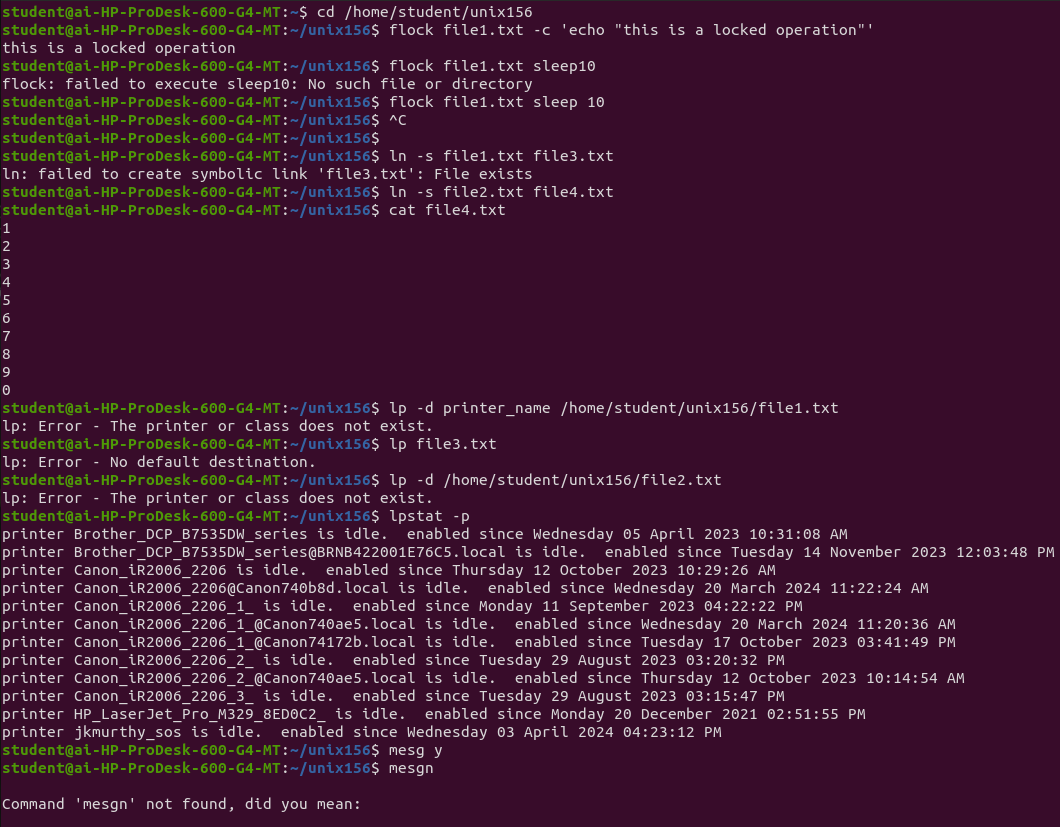 student@ai-HP-ProDesk-600-G4-MT:~$ cd /home/student/unix156
student@ai-HP-ProDesk-600-G4-MT:~/unix156$ flock file1.txt -c 'echo "this is a locked operation"'
this is a locked operation
student@ai-HP-ProDesk-600-G4-MT:~/unix156$ flock file1.txt sleep10
flock: failed to execute sleep10: No such file or directory
student@ai-HP-ProDesk-600-G4-MT:~/unix156$ flock file1.txt sleep 10
student@ai-HP-ProDesk-600-G4-MT:~/unix156$ ^C
student@ai-HP-ProDesk-600-G4-MT:~/unix156$
student@ai-HP-ProDesk-600-G4-MT:~/unix156$ ln -s file1.txt file3.txt
ln: failed to create symbolic link 'file3.txt': File exists
student@ai-HP-ProDesk-600-G4-MT:~/unix156$ ln -s file2.txt file4.txt
student@ai-HP-ProDesk-600-G4-MT:~/unix156$ cat file4.txt
1
2
3
4
5
6
7
8
9
0
student@ai-HP-ProDesk-600-G4-MT:~/unix156$ lp -d printer_name /home/student/unix156/file1.txt
lp: Error - The printer or class does not exist.
student@ai-HP-ProDesk-600-G4-MT:~/unix156$ lp file3.txt
lp: Error - No default destination.
student@ai-HP-ProDesk-600-G4-MT:~/unix156$ lp -d /home/student/unix156/file2.txt
lp: Error - The printer or class does not exist.
student@ai-HP-ProDesk-600-G4-MT:~/unix156$ lpstat -p
printer Brother_DCP_B7535DW_series is idle.  enabled since Wednesday 05 April 2023 10:31:08 AM
printer Brother_DCP_B7535DW_series@BRNB422001E76C5.local is idle.  enabled since Tuesday 14 November 2023 12:03:48 PM
printer Canon_iR2006_2206 is idle.  enabled since Thursday 12 October 2023 10:29:26 AM
printer Canon_iR2006_2206@Canon740b8d.local is idle.  enabled since Wednesday 20 March 2024 11:22:24 AM
printer Canon_iR2006_2206_1_ is idle.  enabled since Monday 11 September 2023 04:22:22 PM
printer Canon_iR2006_2206_1_@Canon740ae5.local is idle.  enabled since Wednesday 20 March 2024 11:20:36 AM
printer Canon_iR2006_2206_1_@Canon74172b.local is idle.  enabled since Tuesday 17 October 2023 03:41:49 PM
printer Canon_iR2006_2206_2_ is idle.  enabled since Tuesday 29 August 2023 03:20:32 PM
printer Canon_iR2006_2206_2_@Canon740ae5.local is idle.  enabled since Thursday 12 October 2023 10:14:54 AM
printer Canon_iR2006_2206_3_ is idle.  enabled since Tuesday 29 August 2023 03:15:47 PM
printer HP_LaserJet_Pro_M329_8ED0C2_ is idle.  enabled since Monday 20 December 2021 02:51:55 PM
printer jkmurthy_sos is idle.  enabled since Wednesday 03 April 2024 04:23:12 PM
student@ai-HP-ProDesk-600-G4-MT:~/unix156$ mesg y
student@ai-HP-ProDesk-600-G4-MT:~/unix156$ mesgn
Command 'mesgn' not found, did you mean: